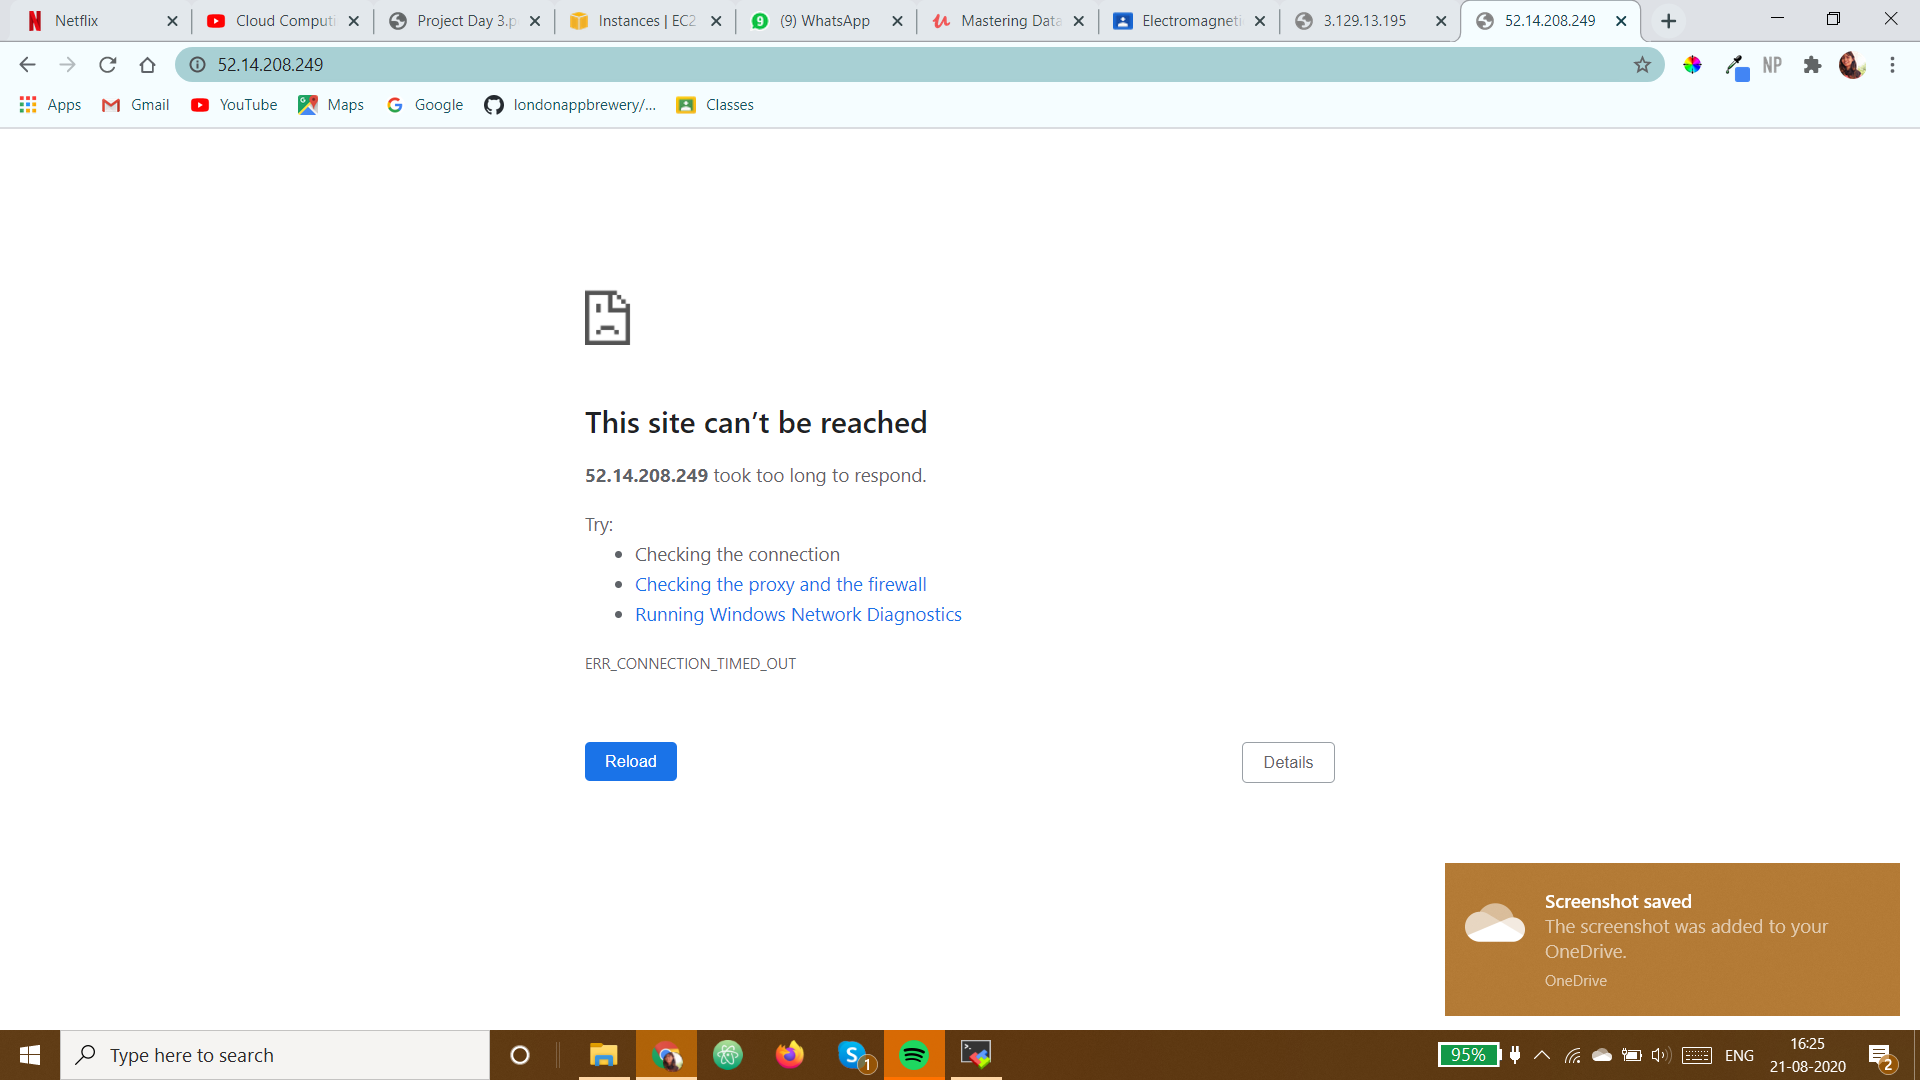 Netflix
Cloud Computi
Project Day 3.p
Instances | EC2
9
(9) WhatsApp
Mastering Data
Electromagneti
3.129.13.195
52.14.208.249
52.14.208.249
NP
Apps
Gmail
YouTube
Maps
Google
londonappbrewery/...
Classes
This site can't be reached
52.14.208.249 took too long to respond.
Try:
Checking the connection
Checking the proxy and the firewall
Running Windows Network Diagnostics
ERR_CONNECTION_TIMED_OUT
Reload
Details
Screenshot saved
The screenshot was added to your
OneDrive.
OneDrive
Type here to search
1
95%
ENG
16:25
21-08-2020
2